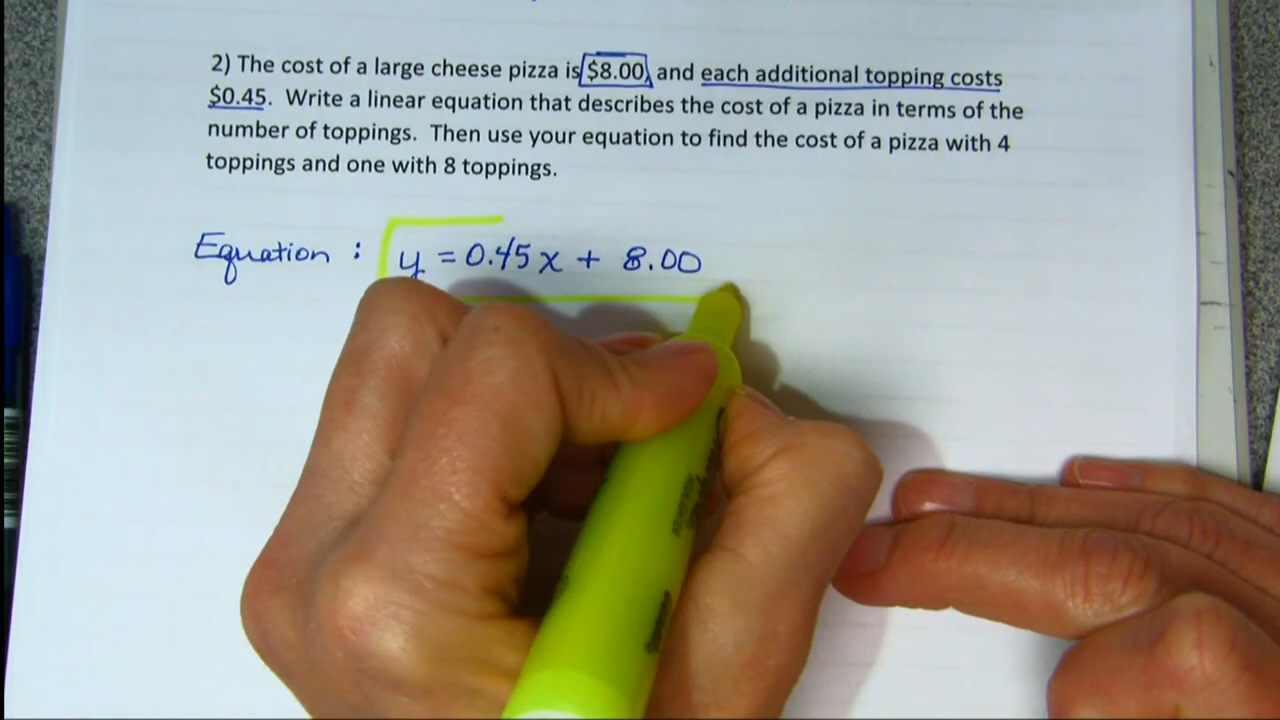 2) The cost of a large cheese pizza is $8.00, and each additional topping costs
$0.45. Write a linear equation that describes the cost of a pizza in terms of the
number of toppings. Then use your equation to find the cost of a pizza with 4
toppings and one with 8 toppings.
Equation : y = 0.45x + 8.00